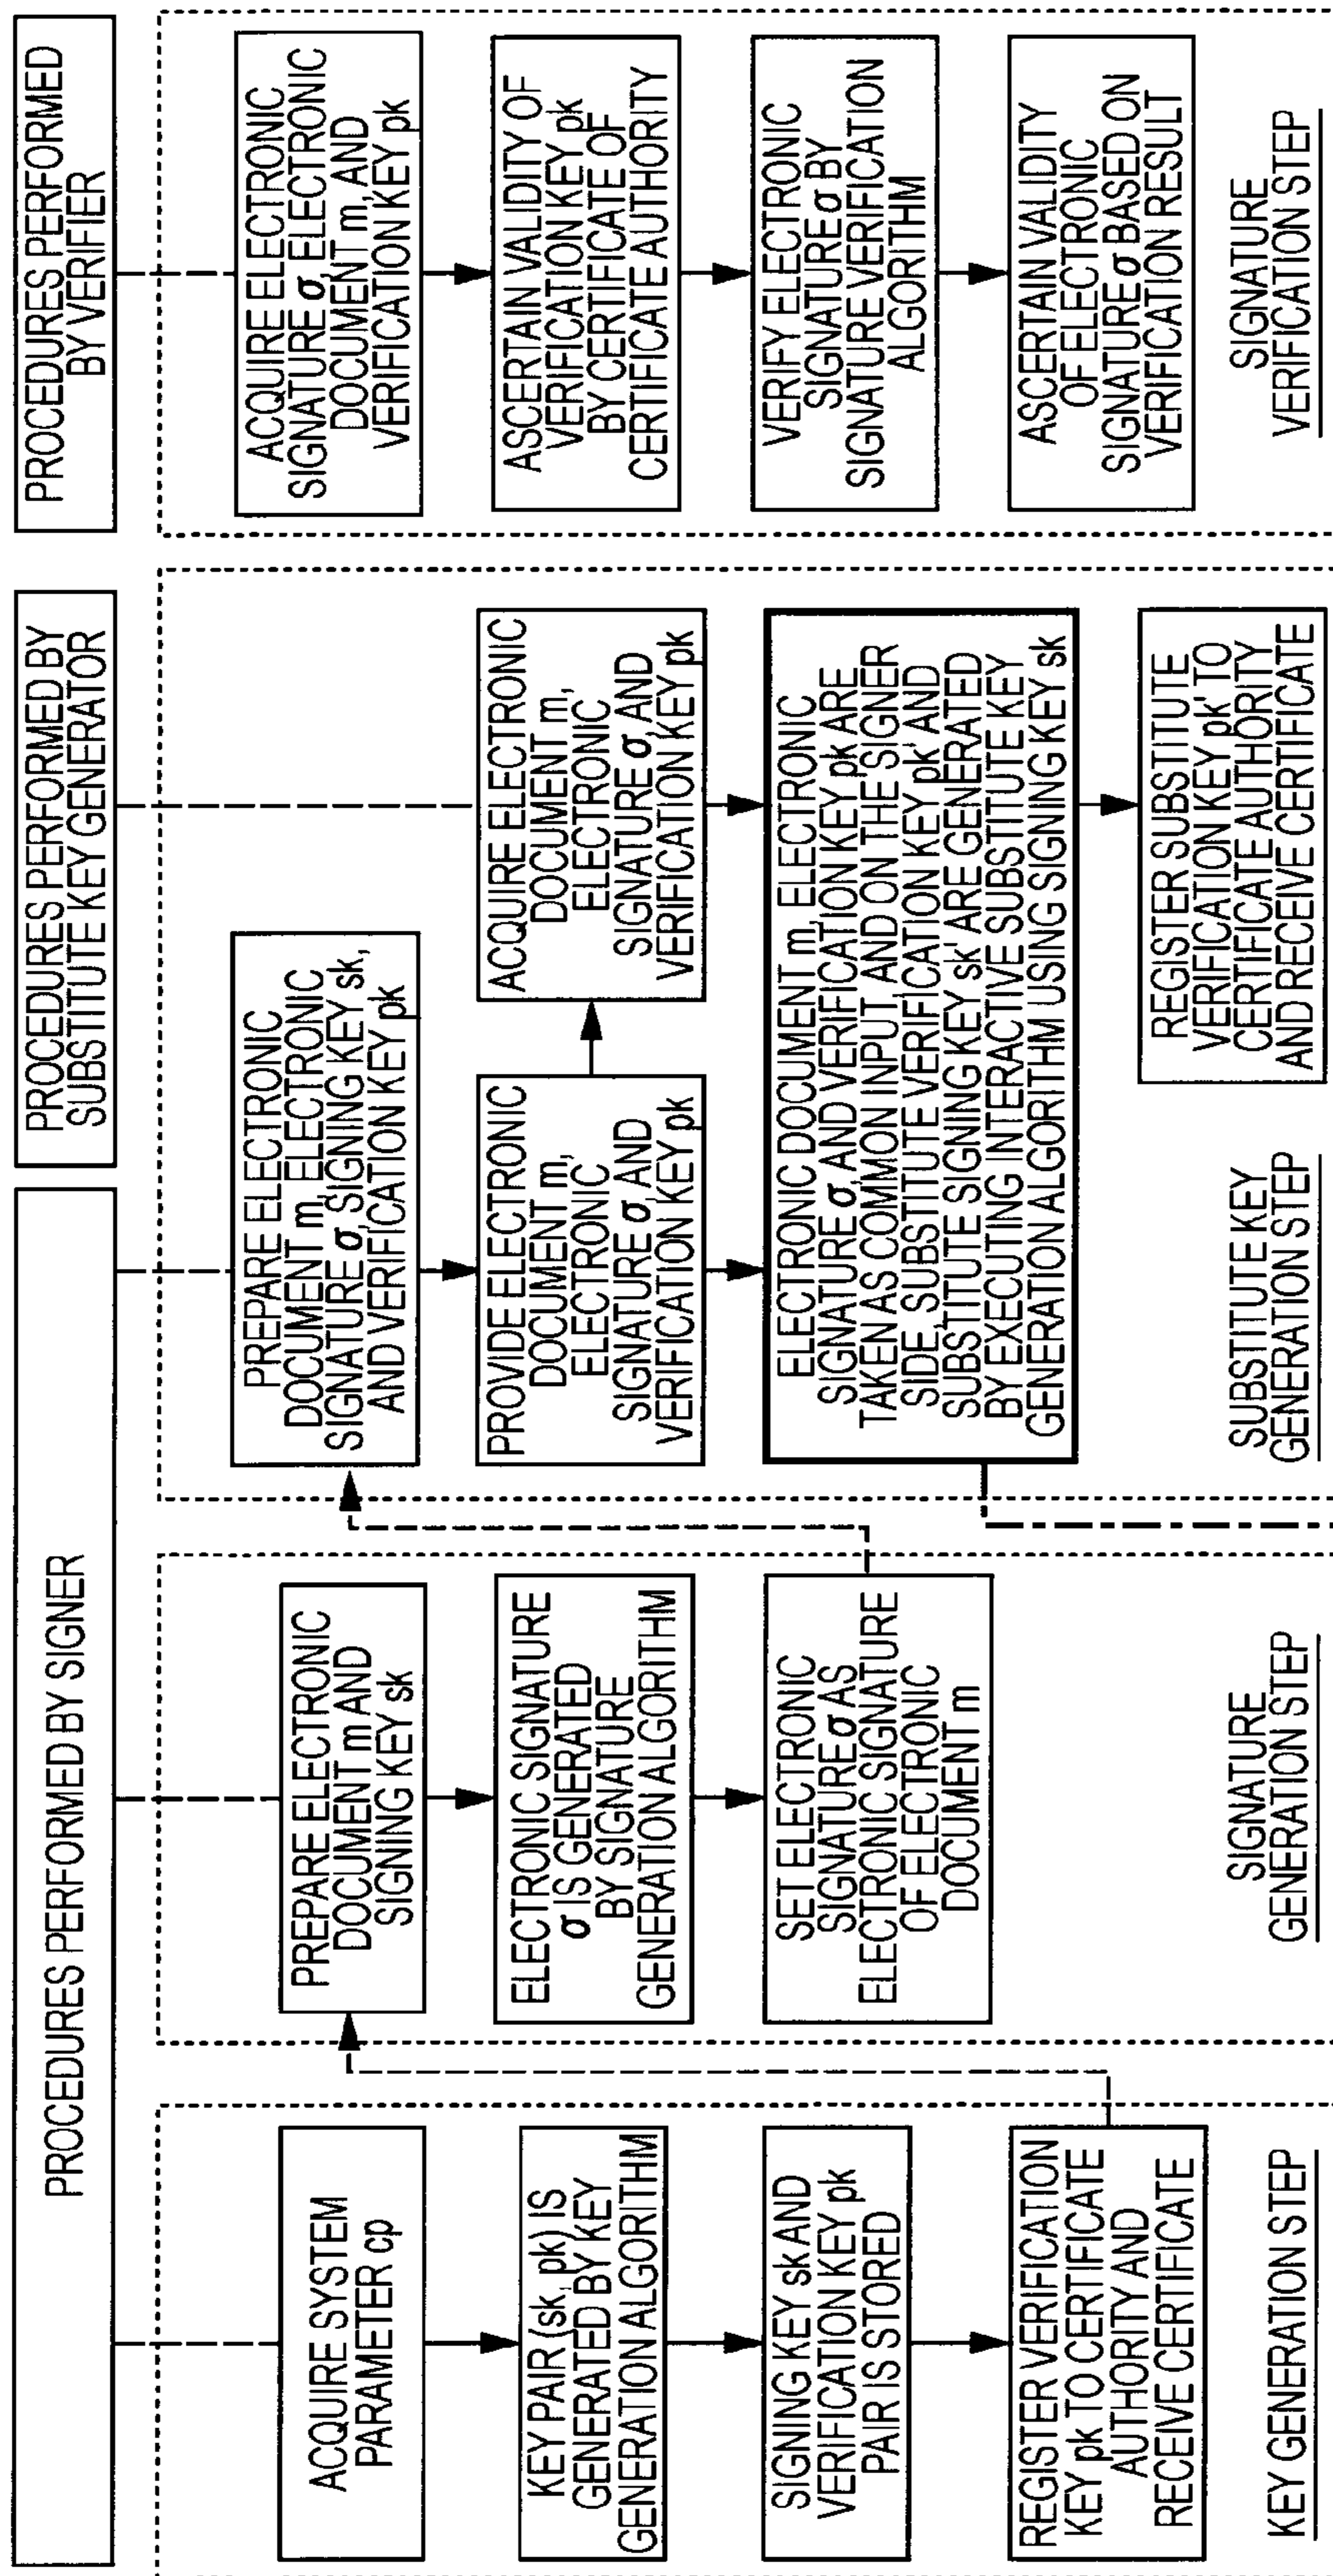 PROCEDURES PERFORMED BY SIGNER
PROCEDURES PERFORMED BY
SUBSTITUTE KEY GENERATOR
PROCEDURES PERFORMED
BY VERIFIER
ACQUIRE SYSTEM
PARAMETER cp
KEY PAIR (sk, pk) IS
GENERATED BY KEY
GENERATION ALGORITHM
SIGNING KEY sk AND
VERIFICATION KEY pk
PAIR IS STORED
REGISTER VERIFICATION
KEY pk TO CERTIFICATE
AUTHORITY AND
RECEIVE CERTIFICATE
KEY GENERATION STEP
PREPARE ELECTRONIC
DOCUMENT m AND
SIGNING KEY sk
ELECTRONIC SIGNATURE
σ IS GENERATED
BY SIGNATURE
GENERATION ALGORITHM
SET ELECTRONIC
SIGNATURE σ AS
ELECTRONIC SIGNATURE
OF ELECTRONIC
DOCUMENT m
SIGNATURE
GENERATION STEP
PREPARE ELECTRONIC
DOCUMENT m, ELECTRONIC
SIGNATURE σ, SIGNING KEY sk,
AND VERIFICATION KEY pk
PROVIDE ELECTRONIC
DOCUMENT m,
ELECTRONIC
SIGNATURE σ, AND
VERIFICATION KEY pk
ACQUIRE ELECTRONIC
DOCUMENT m,
ELECTRONIC
SIGNATURE σ, AND
VERIFICATION KEY pk
ELECTRONIC DOCUMENT m, ELECTRONIC
SIGNATURE σ, AND VERIFICATION KEY pk ARE
TAKEN AS COMMON INPUT, AND ON THE SIGNER
SIDE, SUBSTITUTE VERIFICATION KEY pk' AND
SUBSTITUTE SIGNING KEY sk' ARE GENERATED
BY EXECUTING INTERACTIVE SUBSTITUTE KEY
GENERATION ALGORITHM USING SIGNING KEY sk
REGISTER SUBSTITUTE
VERIFICATION KEY pk' TO
CERTIFICATE AUTHORITY
AND RECEIVE CERTIFICATE
SUBSTITUTE KEY
GENERATION STEP
ACQUIRE ELECTRONIC
SIGNATURE σ, ELECTRONIC
DOCUMENT m, AND
VERIFICATION KEY pk
ASCERTAIN VALIDITY OF
VERIFICATION KEY pk
BY CERTIFICATE OF
CERTIFICATE AUTHORITY
VERIFY ELECTRONIC
SIGNATURE σ BY
SIGNATURE VERIFICATION
ALGORITHM
ASCERTAIN VALIDITY
OF ELECTRONIC
SIGNATURE σ BASED ON
VERIFICATION RESULT
SIGNATURE
VERIFICATION STEP